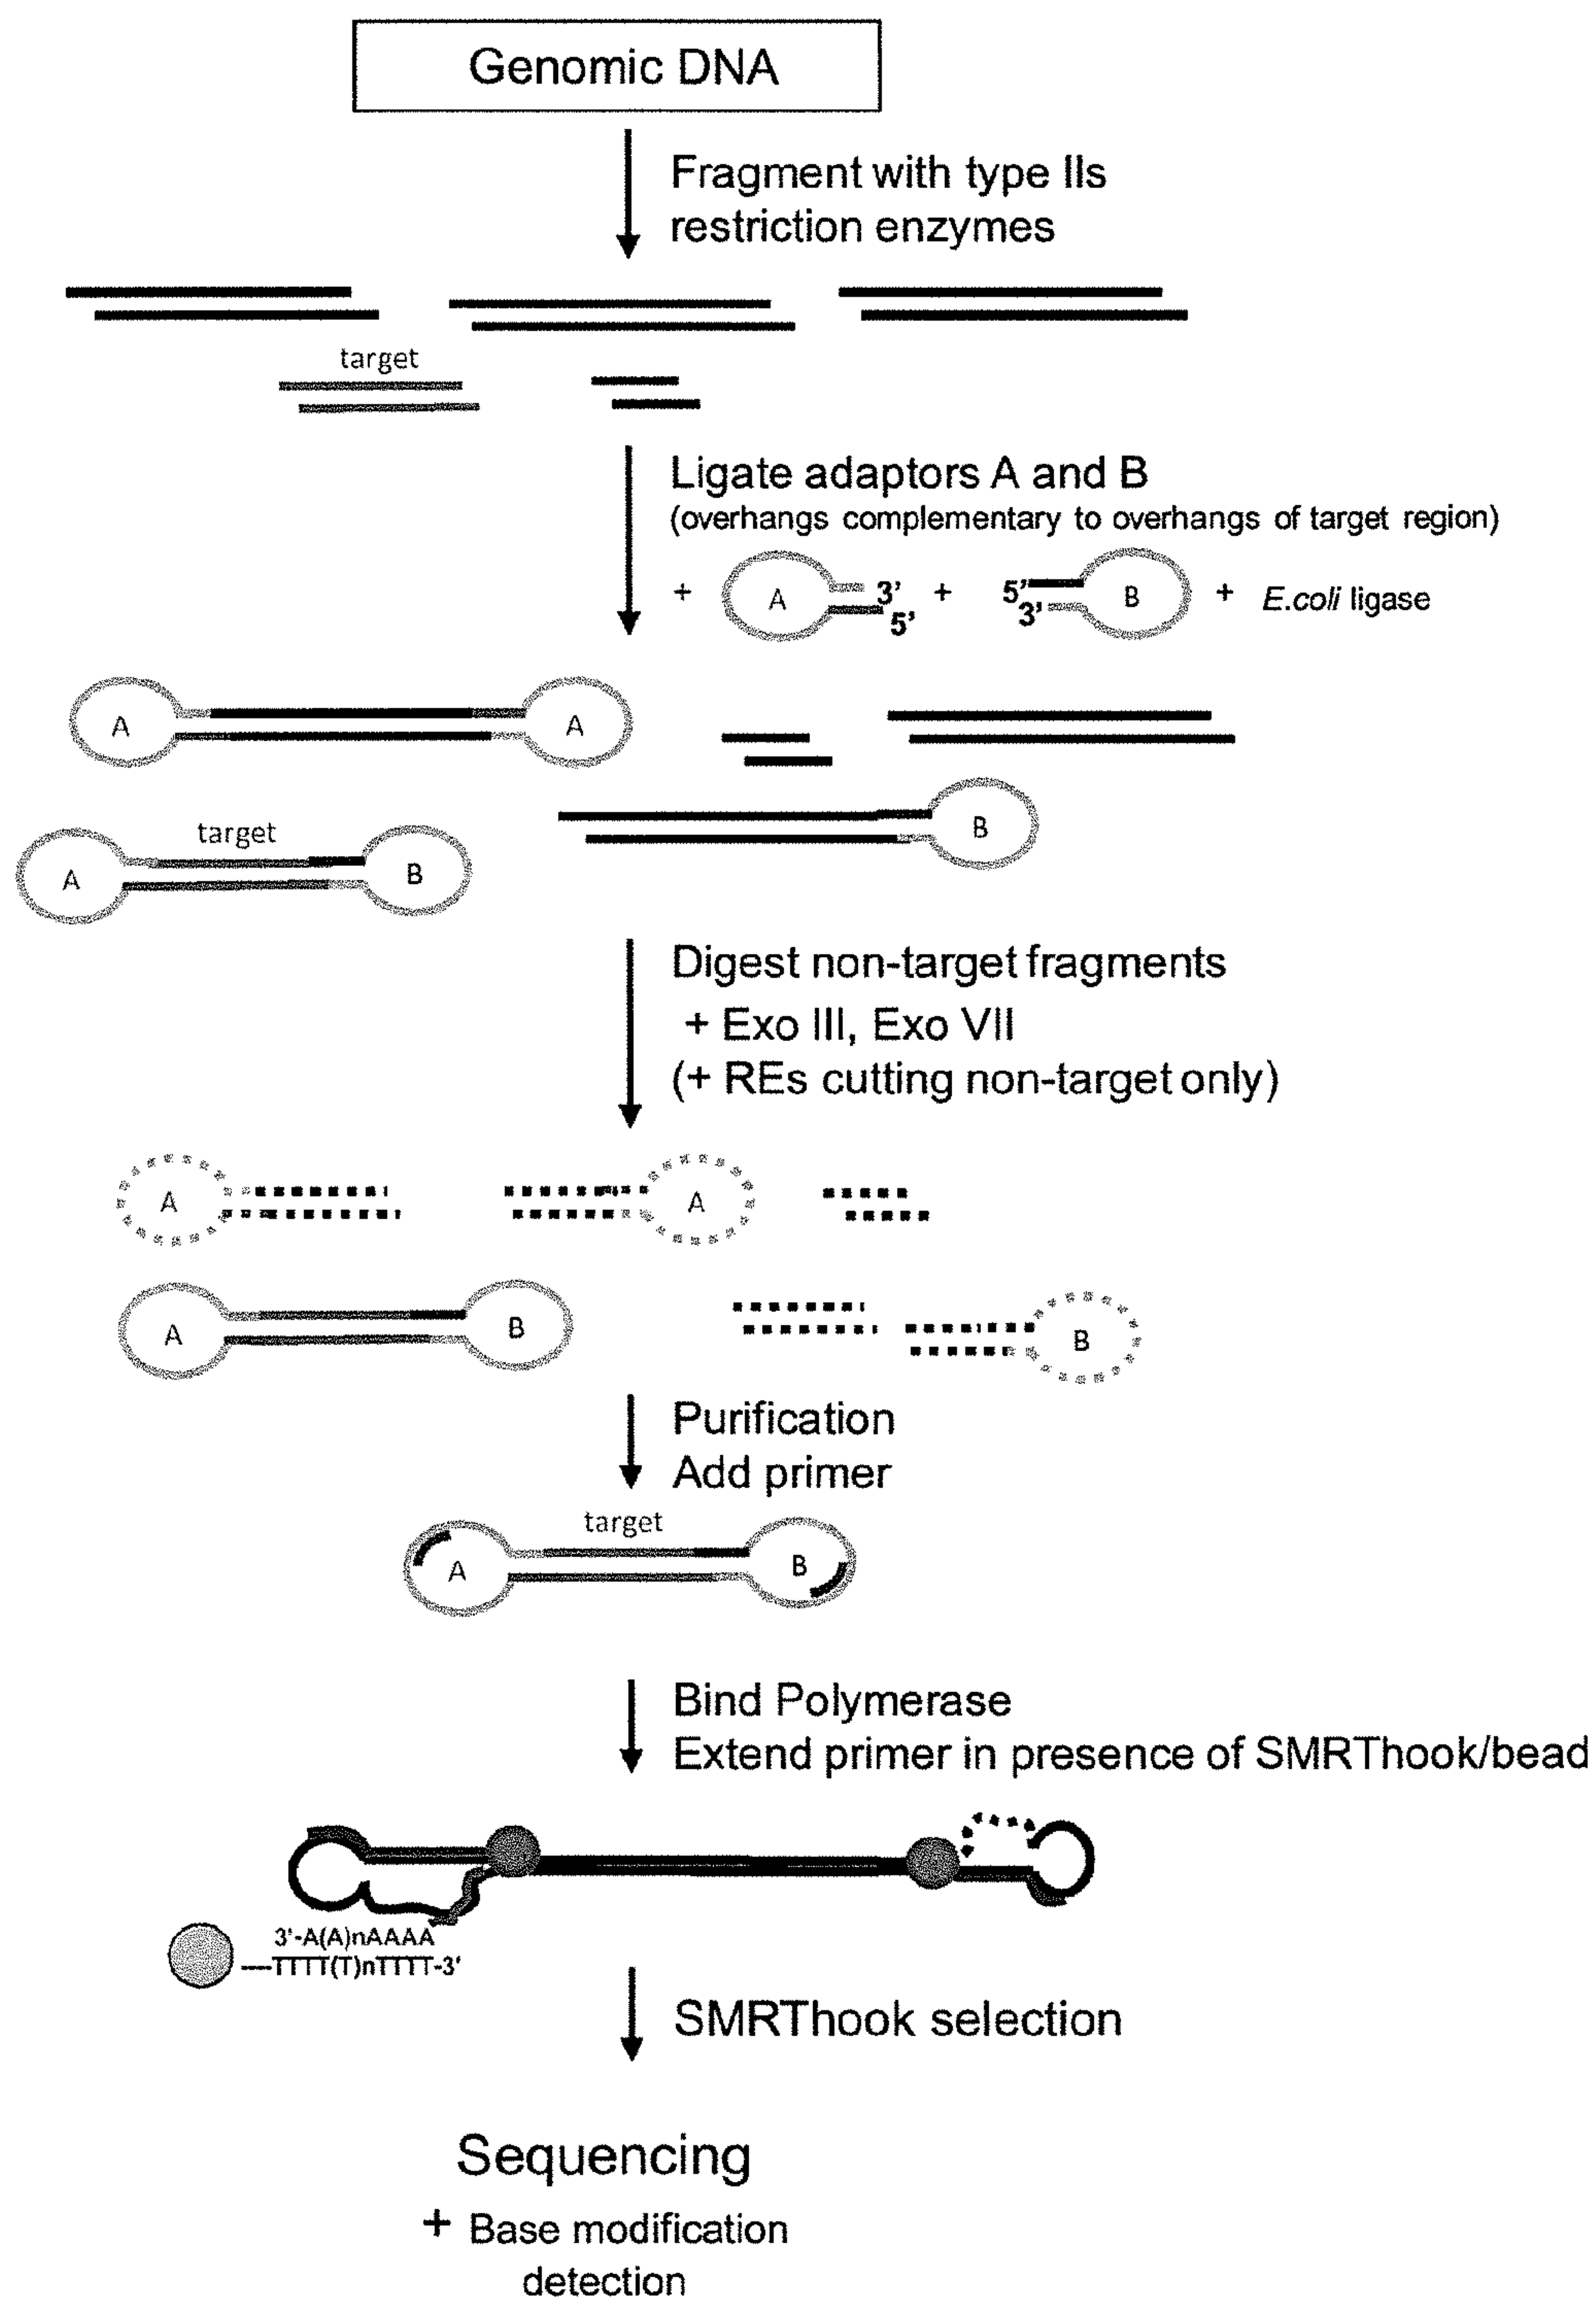 Genomic DNA
Fragment with type IIs
restriction enzymes
target
Ligate adaptors A and B
(overhangs complementary to overhangs of target region)
+ A 3' 5' + 5' 3' B + E.coli ligase
A A
B
target
A B
Digest non-target fragments
+ Exo III, Exo VII
(+ REs cutting non-target only)
A A
A B B
Purification
Add primer
target
A B
Bind Polymerase
Extend primer in presence of SMRThook/bead
3'-A(A)nAAAA
—TTTT(T)nTTTT-3'
SMRThook selection
Sequencing
+ Base modification
detection